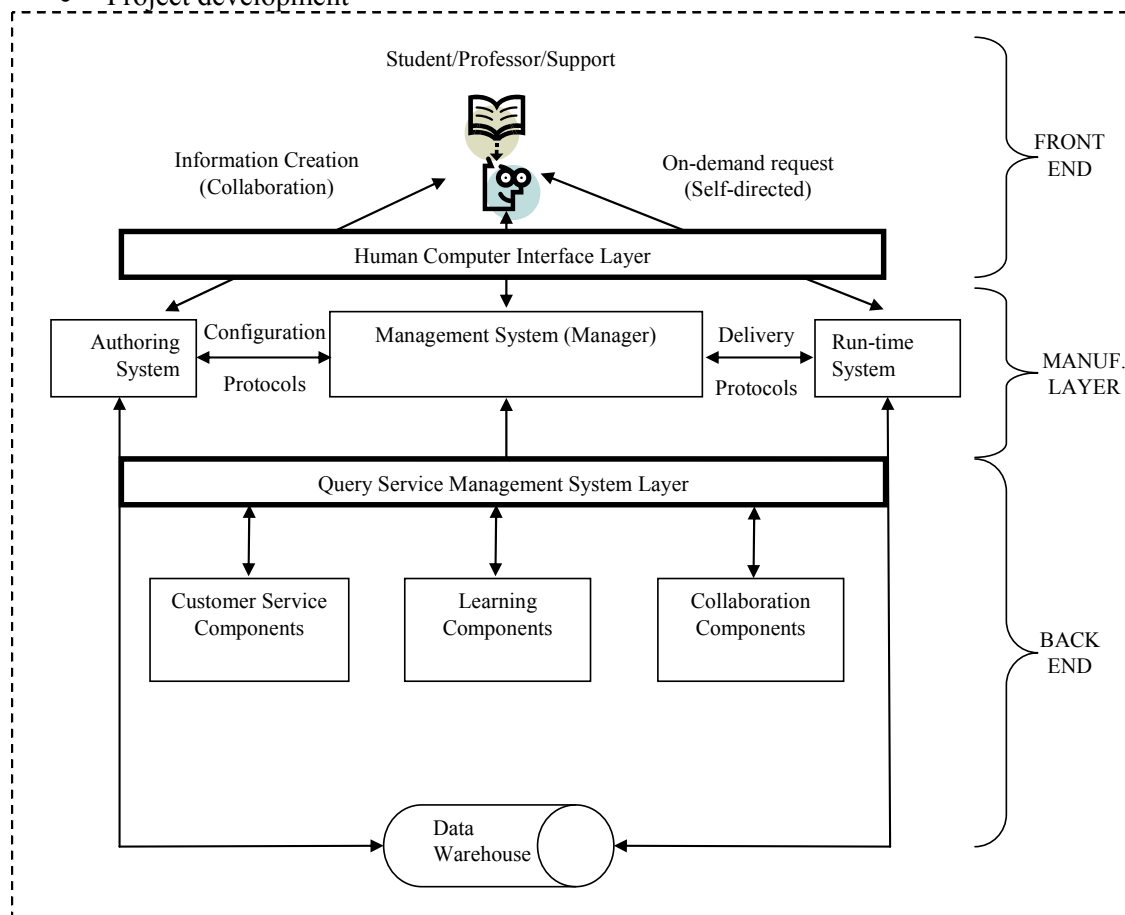 Project development
Student/Professor/Support
Information Creation
(Collaboration)
On-demand request
(Self-directed)
FRONT
END
Human Computer Interface Layer
Authoring
System
Configuration
Protocols
Management System (Manager)
Delivery
Protocols
Run-time
System
MANUF.
LAYER
Query Service Management System Layer
Customer Service
Components
Learning
Components
Collaboration
Components
BACK
END
Data
Warehouse